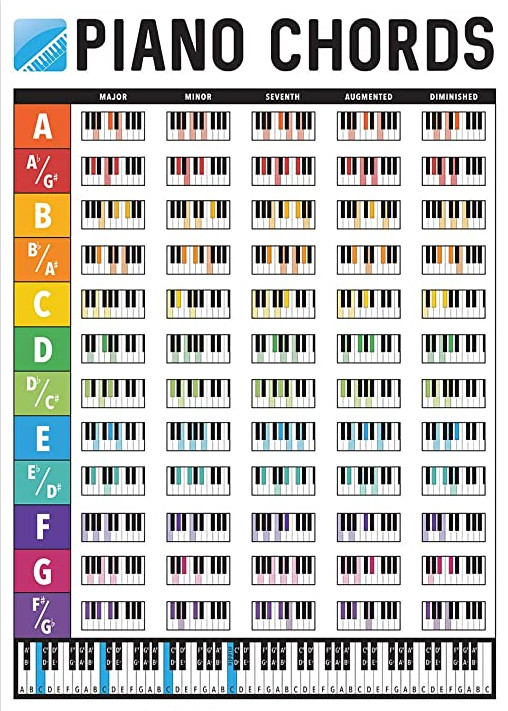 PIANO CHORDS
MAJOR MINOR SEVENTH AUGMENTED DIMINISHED
A
A♭/G#
B
B♭/A#
C
D
D♭/C#
E
E♭/D#
F
G
F#/G♭
A B C D E F G A B C D E F G A B C D E F G A B C D E F G A B C